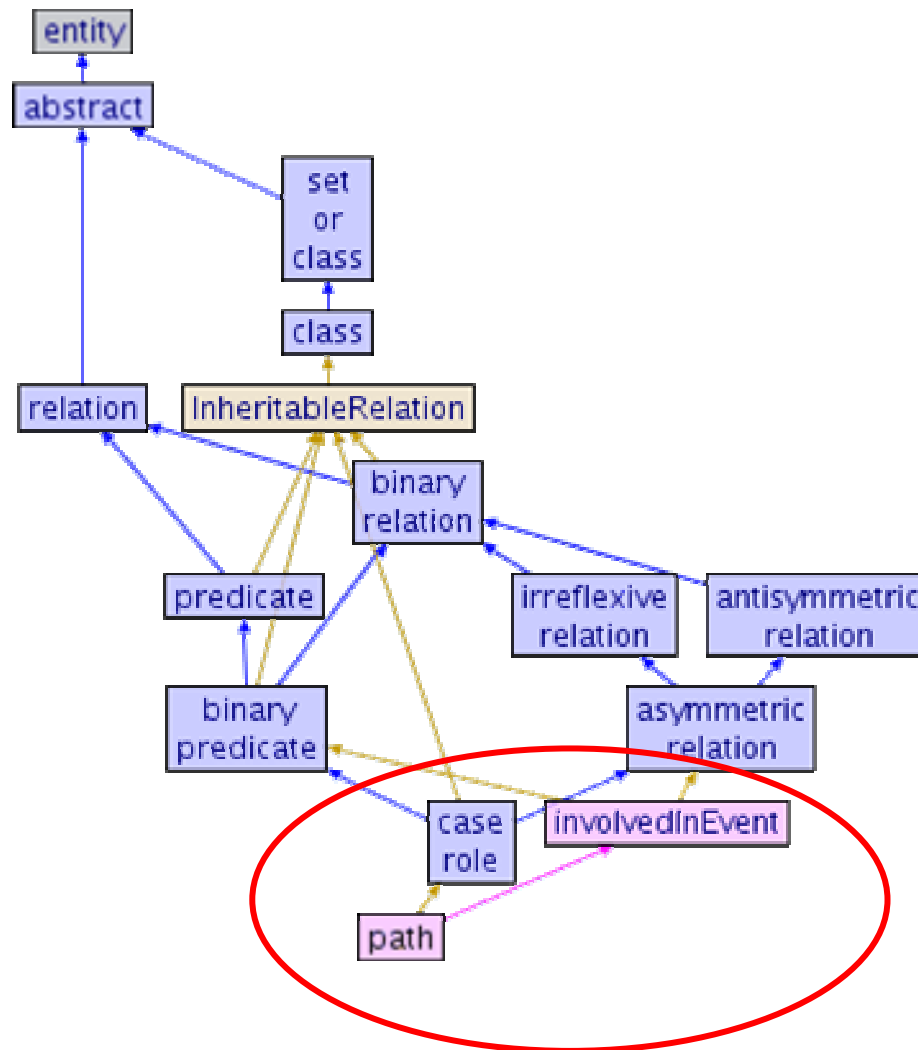 entity
abstract
set
or
class
class
relation
InheritableRelation
binary
relation
predicate
irreflexive
relation
antisymmetric
relation
binary
predicate
asymmetric
relation
case
role
involvedInEvent
path